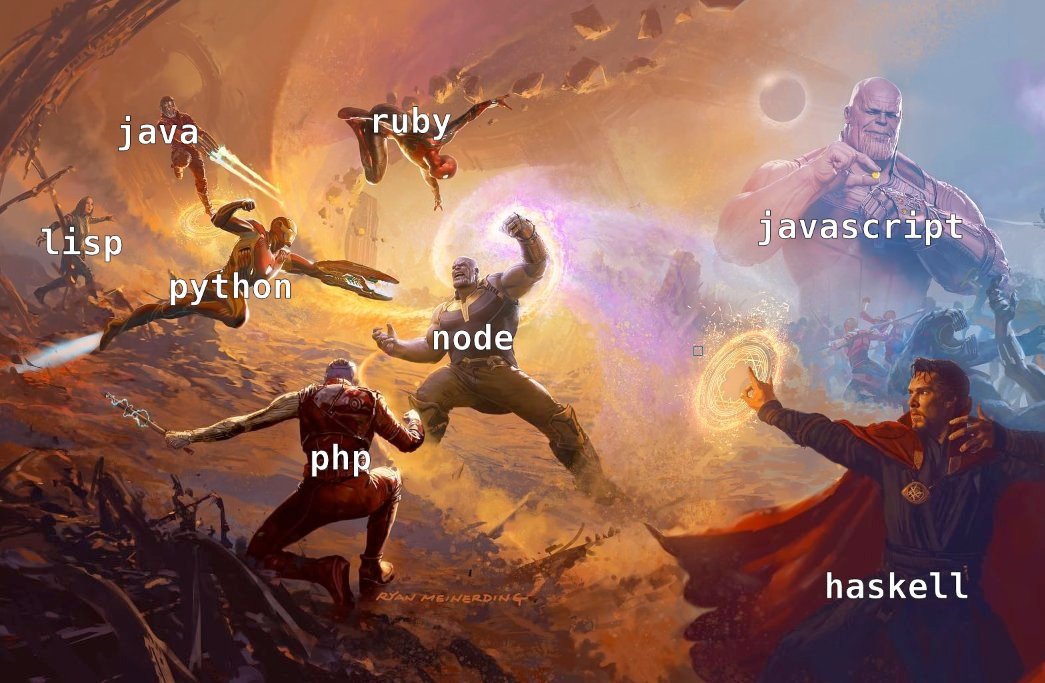 java
ruby
javascript
lisp
python
node
php
haskell
RYAN MEINERDING